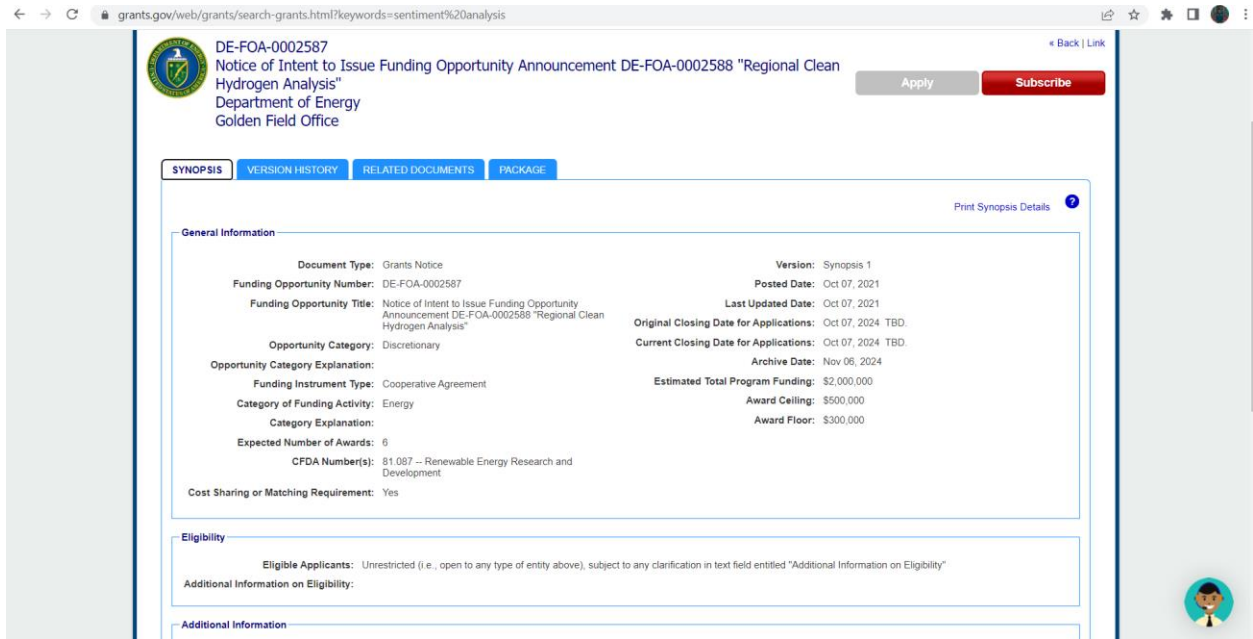 grants.gov/web/grants/search-grants.html?keywords=sentiment%20analysis
« Back | Link
DE-FOA-0002587
Notice of Intent to Issue Funding Opportunity Announcement DE-FOA-0002588 "Regional Clean
Hydrogen Analysis"
Department of Energy
Golden Field Office
Apply
Subscribe
SYNOPSIS
VERSION HISTORY
RELATED DOCUMENTS
PACKAGE
Print Synopsis Details
?
General Information
Document Type: Grants Notice
Funding Opportunity Number: DE-FOA-0002587
Funding Opportunity Title: Notice of Intent to Issue Funding Opportunity
Announcement DE-FOA-0002588 "Regional Clean
Hydrogen Analysis"
Opportunity Category: Discretionary
Opportunity Category Explanation:
Funding Instrument Type: Cooperative Agreement
Category of Funding Activity: Energy
Category Explanation:
Expected Number of Awards: 6
CFDA Number(s): 81.087 -- Renewable Energy Research and
Development
Cost Sharing or Matching Requirement: Yes
Version: Synopsis 1
Posted Date: Oct 07, 2021
Last Updated Date: Oct 07, 2021
Original Closing Date for Applications: Oct 07, 2024 TBD.
Current Closing Date for Applications: Oct 07, 2024 TBD.
Archive Date: Nov 06, 2024
Estimated Total Program Funding: $2,000,000
Award Ceiling: $500,000
Award Floor: $300,000
Eligibility
Eligible Applicants: Unrestricted (i.e., open to any type of entity above), subject to any clarification in text field entitled "Additional Information on Eligibility"
Additional Information on Eligibility:
Additional Information